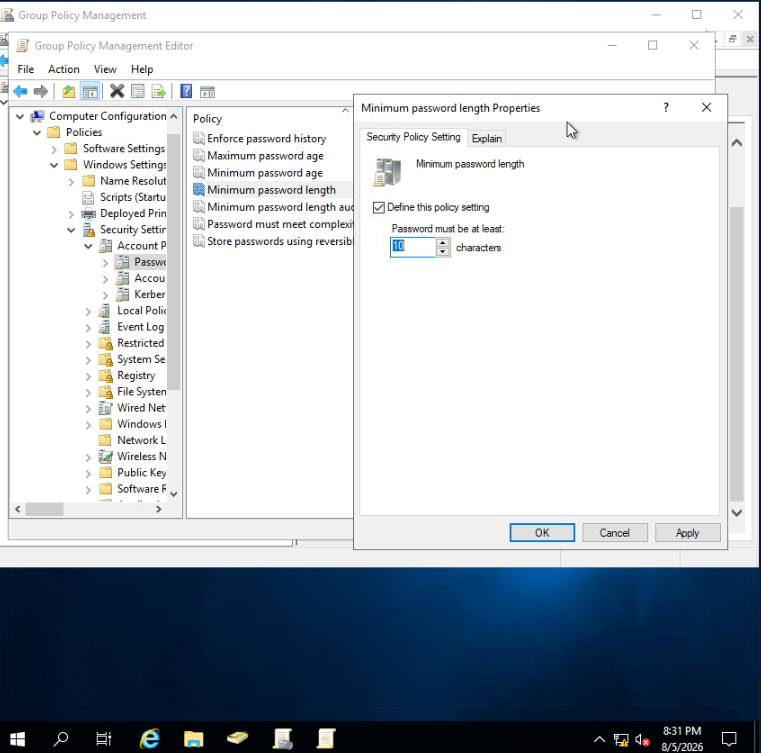 Group Policy Management
Group Policy Management Editor
File Action View Help
Computer Configuration
Policies
Software Settings
Windows Settings
Name Resolut
Scripts (Startu
Deployed Prin
Security Settin
Account P
Passwo
Accou
Kerber
Local Polic
Event Log
Restricted
System Se
Registry
File System
Wired Net
Windows
Network L
Wireless N
Public Key
Software R
Policy
Enforce password history
Maximum password age
Minimum password age
Minimum password length
Minimum password length aud
Password must meet complexi
Store passwords using reversibl
Minimum password length Properties
Security Policy Setting
Explain
Minimum password length
Define this policy setting
Password must be at least:
10 characters
OK
Cancel
Apply
8:31 PM
8/5/2026